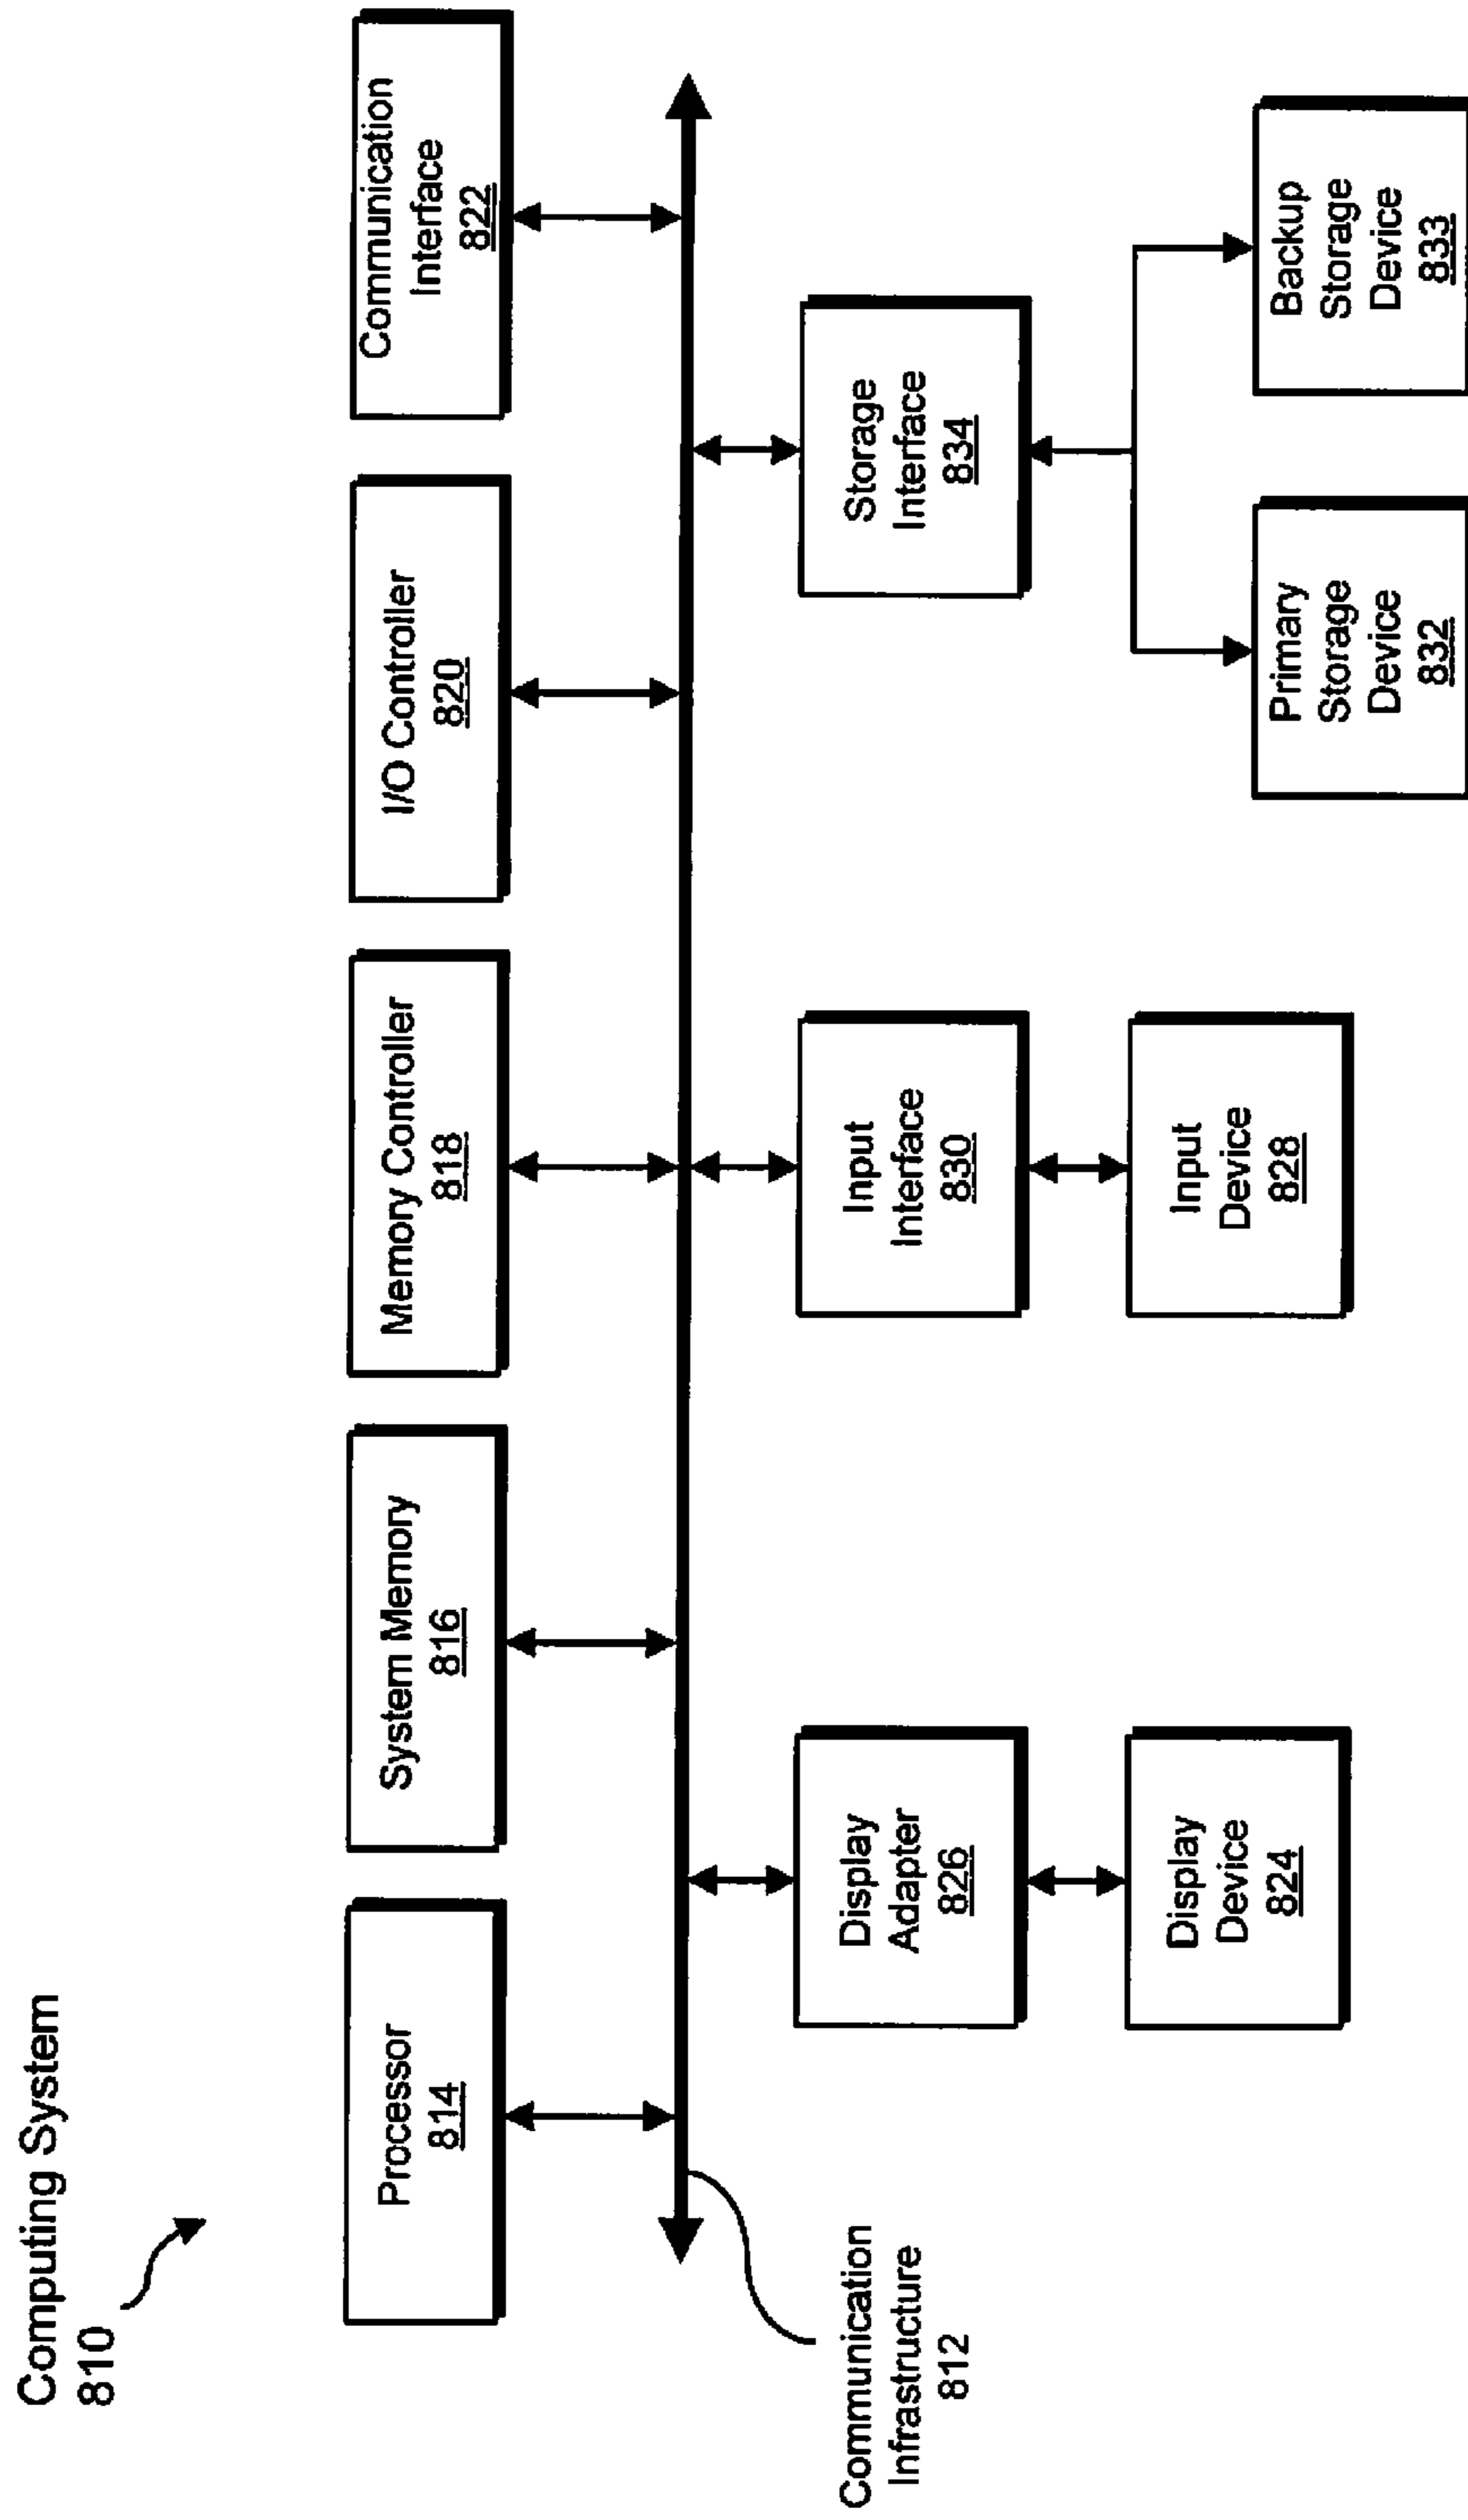 Computing System
810
Processor
814
System Memory
816
Memory Controller
818
I/O Controller
820
Communication
Interface
822
Communication
Infrastructure
812
Display
Adapter
826
Input
Interface
830
Storage
Interface
834
Display
Device
824
Input
Device
828
Primary
Storage
Device
832
Backup
Storage
Device
833